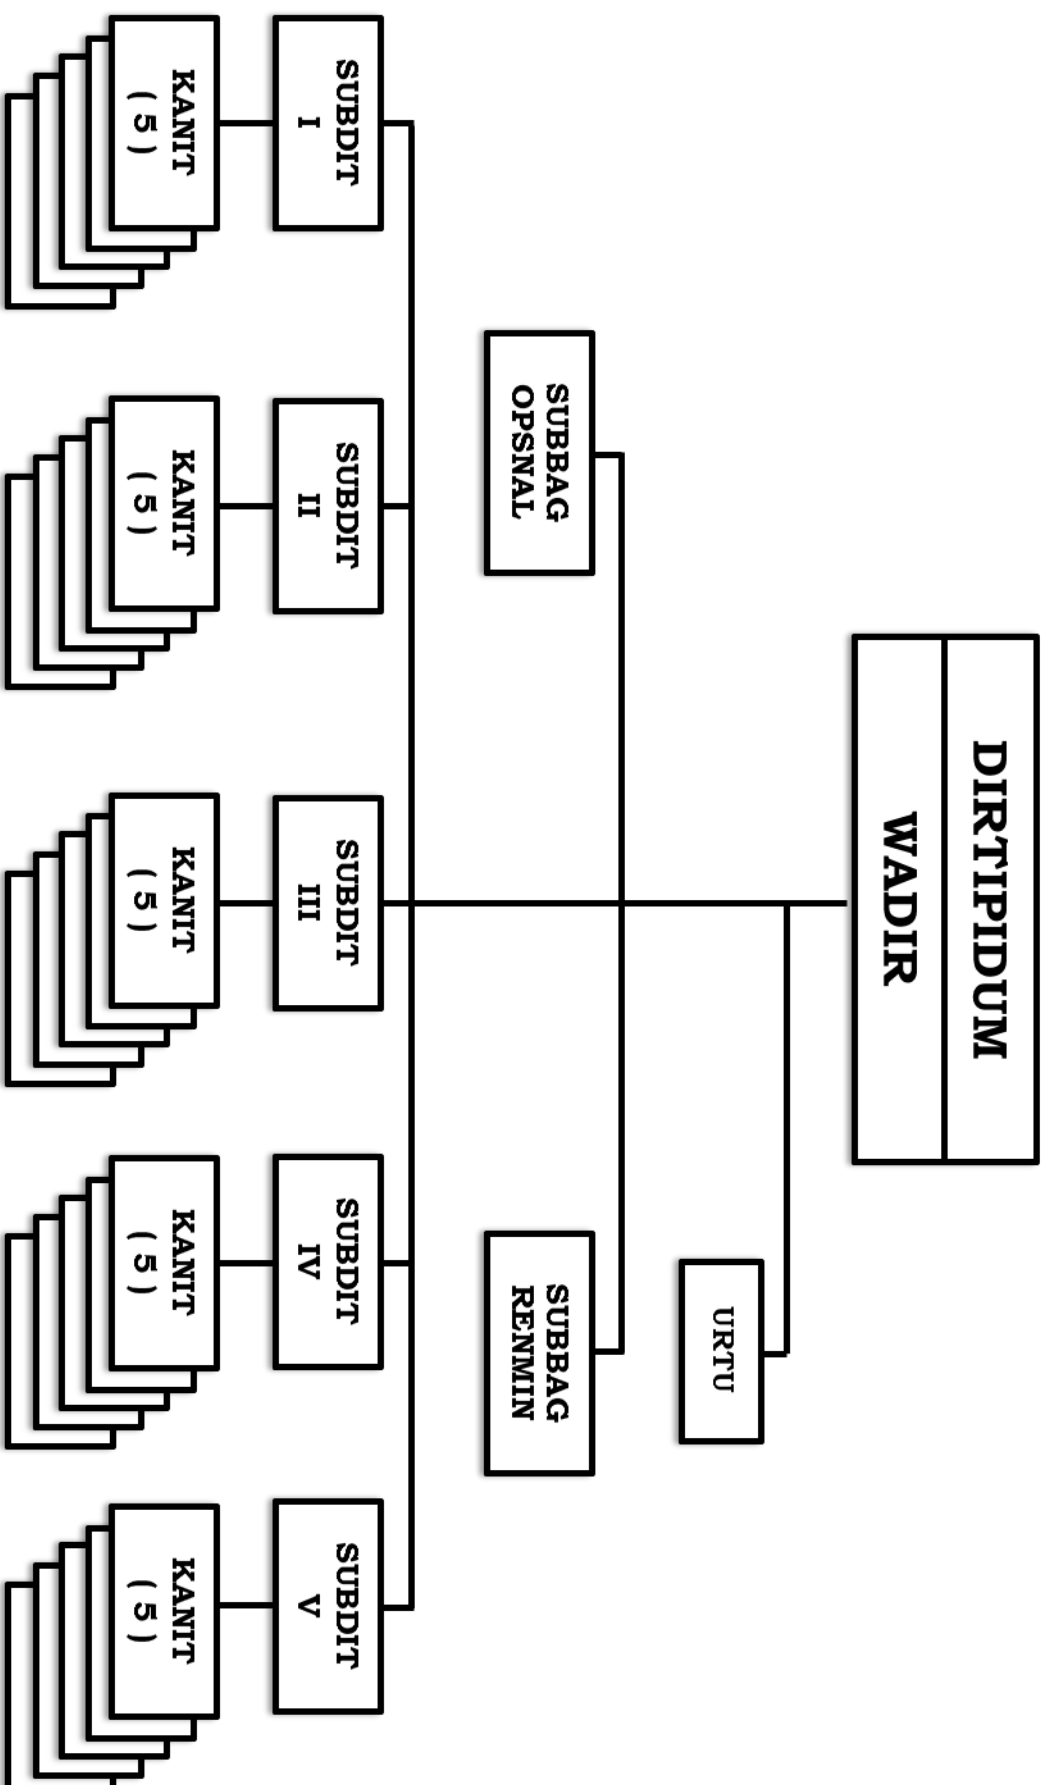 DIRTIPIDUM
WADIR
URTU
SUBBAG
OPSNAL
SUBBAG
RENMIN
SUBDIT
I
SUBDIT
II
SUBDIT
III
SUBDIT
IV
SUBDIT
V
KANIT
(5)
KANIT
(5)
KANIT
(5)
KANIT
(5)
KANIT
(5)